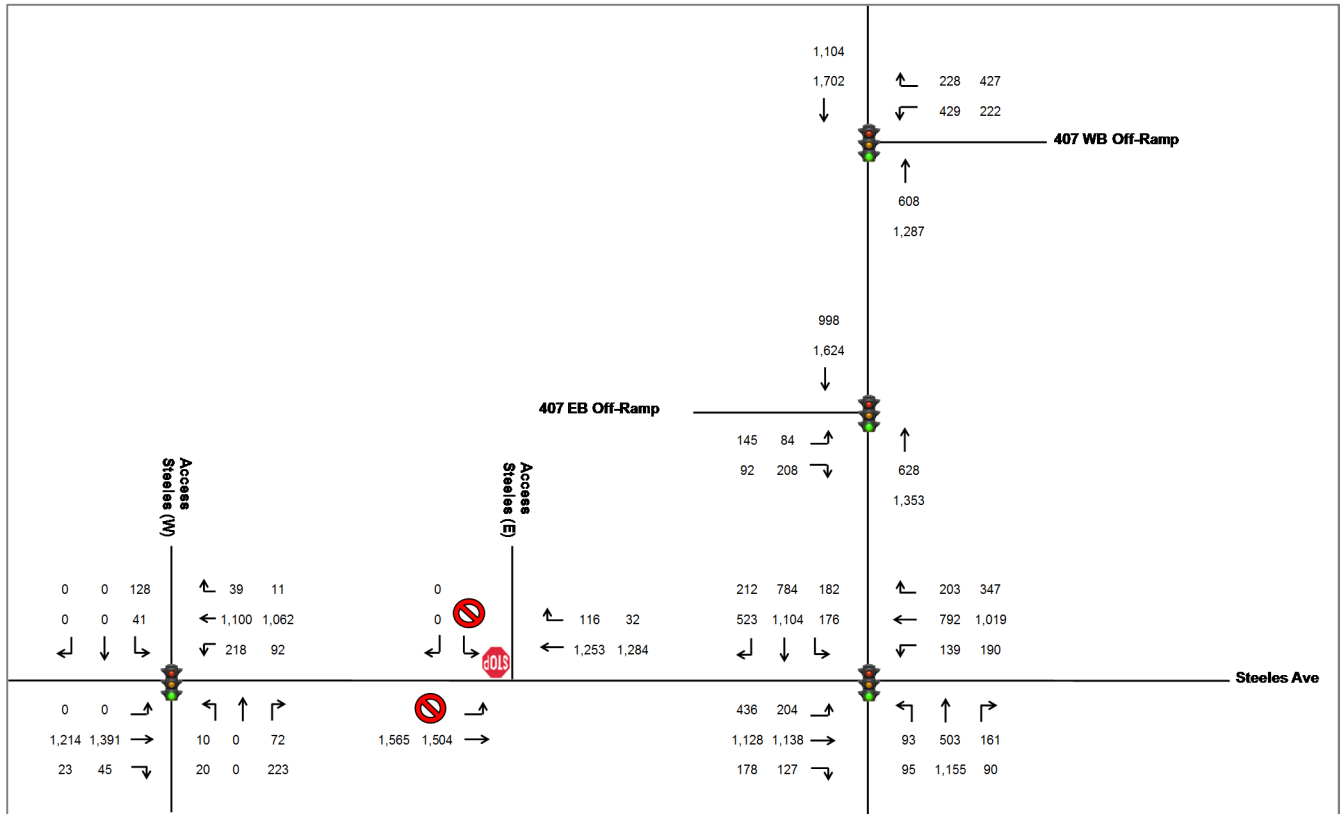 1,104
1,702
228 427
429 222
407 WB Off-Ramp
608
1,287
998
1,624
407 EB Off-Ramp
145 84
92 208
628
1,353
Access
Steeles (W)
Access
Steeles (E)
0 0 128
0 0 41
39 11
1,100 1,062
218 92
0
0
STOP
116 32
1,253 1,284
212 784 182
523 1,104 176
203 347
792 1,019
139 190
Steeles Ave
0 0
1,214 1,391
23 45
10 0 72
20 0 223
1,565 1,504
436 204
1,128 1,138
178 127
93 503 161
95 1,155 90